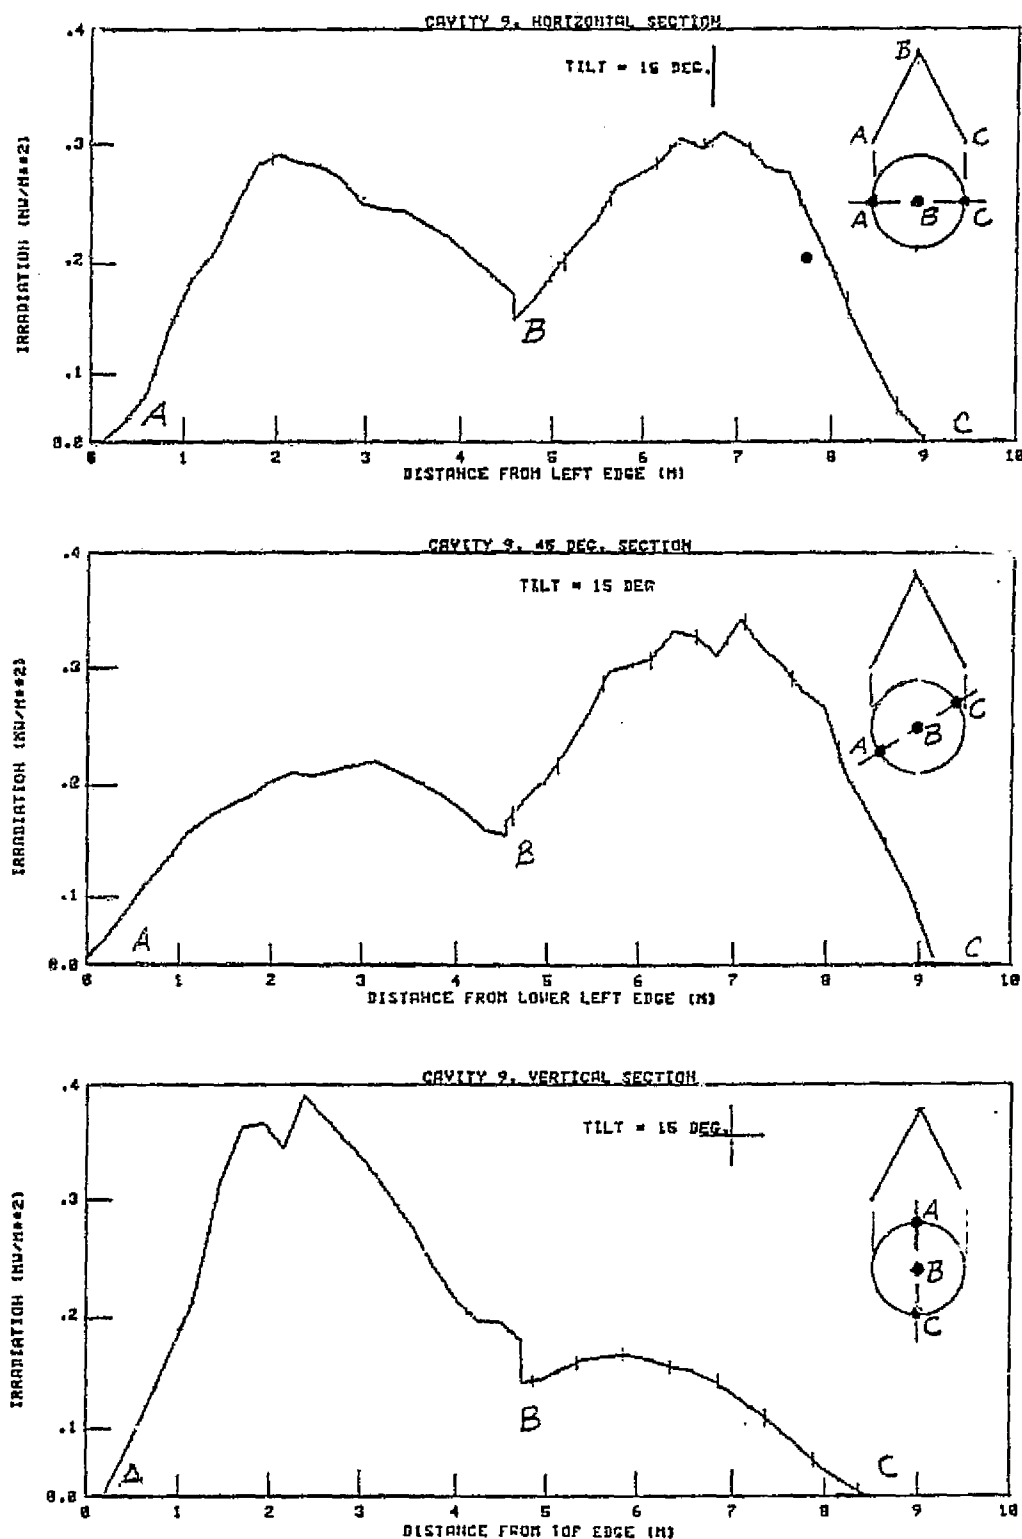 CAVITY 9, HORIZONTAL SECTION
.4
TILT = 15 DEG.
B
A C
A B C
.3
.2
.1
0.0
IRRADIATION (MW/M**2)
A
B
C
0 1 2 3 4 5 6 7 8 9 10
DISTANCE FROM LEFT EDGE (M)
CAVITY 9, 45 DEG. SECTION
.4
TILT = 15 DEG
A B C
.3
.2
.1
0.0
IRRADIATION (MW/M**2)
A
B
C
0 1 2 3 4 5 6 7 8 9 10
DISTANCE FROM LOWER LEFT EDGE (M)
CAVITY 9, VERTICAL SECTION
.4
TILT = 15 DEG.
A
B
C
.3
.2
.1
0.0
IRRADIATION (MW/M**2)
A
B
C
0 1 2 3 4 5 6 7 8 9 10
DISTANCE FROM TOP EDGE (M)